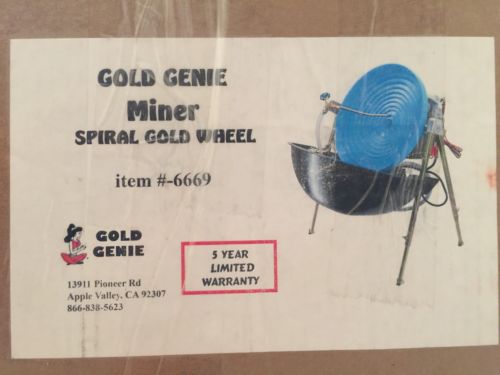 GOLD GENIE
Miner
SPIRAL GOLD WHEEL
item #-6669
GOLD
GENIE
13911 Pioneer Rd
Apple Valley, CA 92307
866-838-5623
5 YEAR
LIMITED
WARRANTY